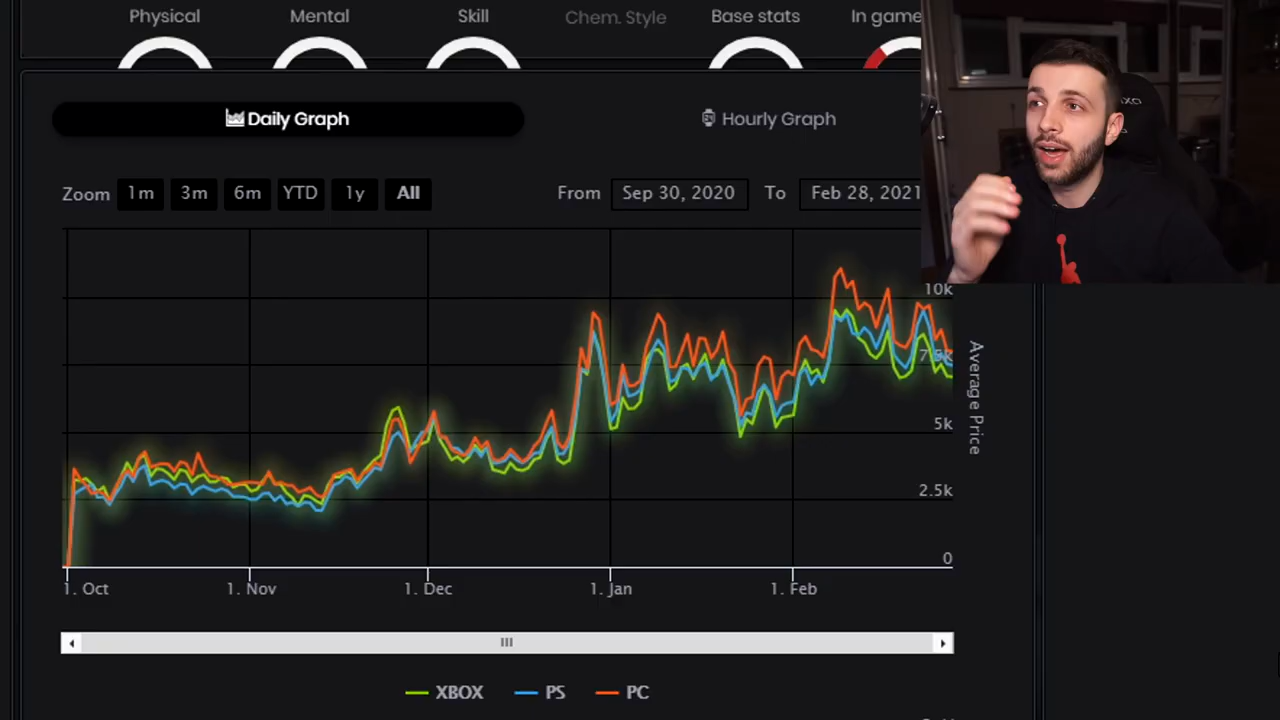 Physical Mental Skill Chem. Style Base stats In game
Daily Graph Hourly Graph
Zoom 1m 3m 6m YTD 1y All From Sep 30, 2020 To Feb 28, 2021
10k
7.5k
5k
2.5k
0
Average Price
1. Oct 1. Nov 1. Dec 1. Jan 1. Feb
XBOX PS PC